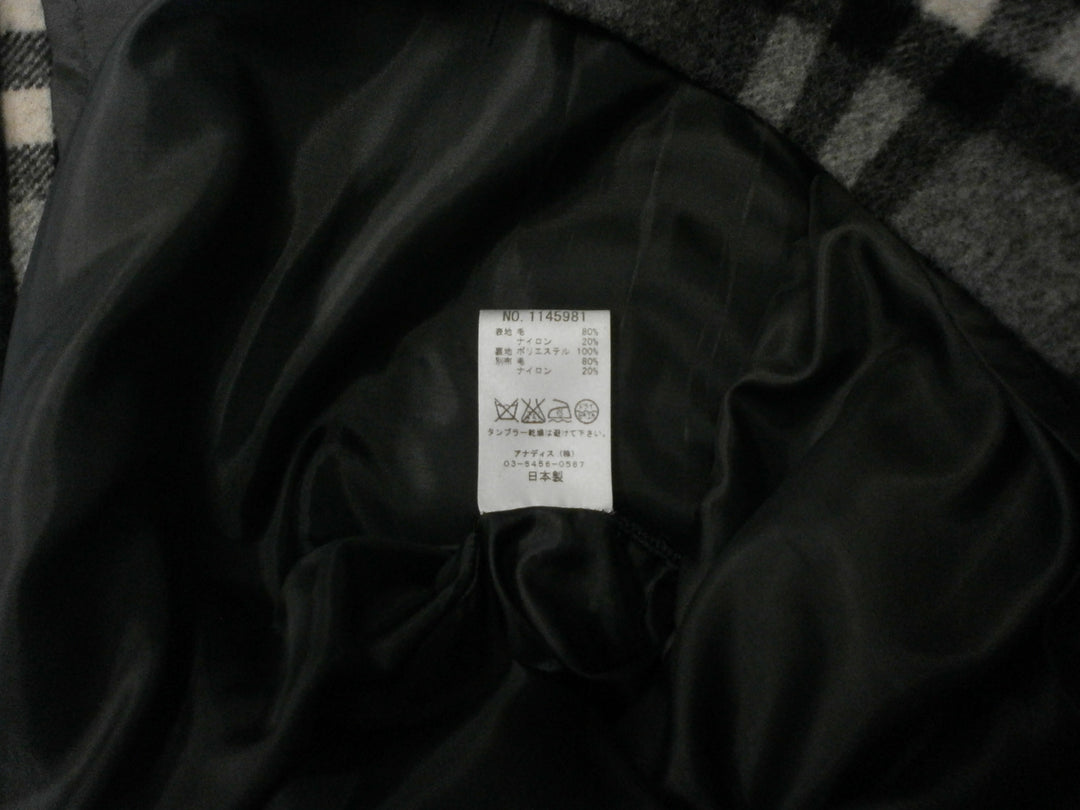 NO. 1145981
表地 毛 80%
ナイロン 20%
裏地 ポリエステル 100%
別布 毛 80%
ナイロン 20%
タンブラー乾燥は避けて下さい。
アナディス(株)
03-5456-0587
日本製